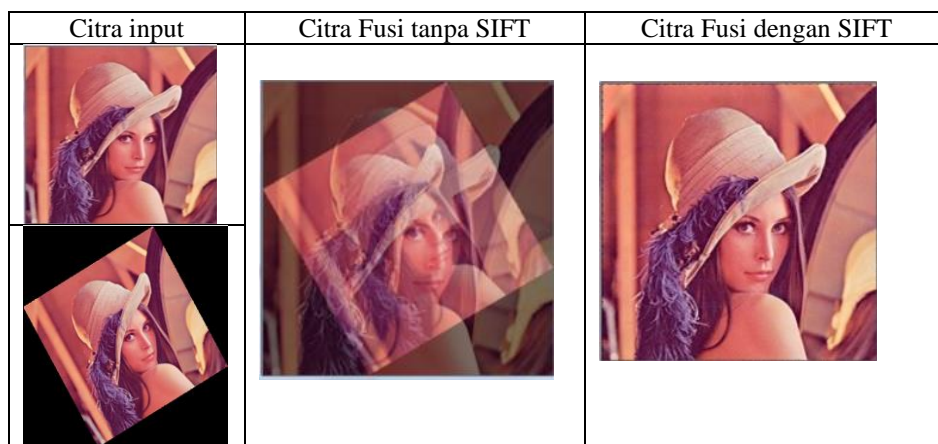 Citra input
Citra Fusi tanpa SIFT
Citra Fusi dengan SIFT